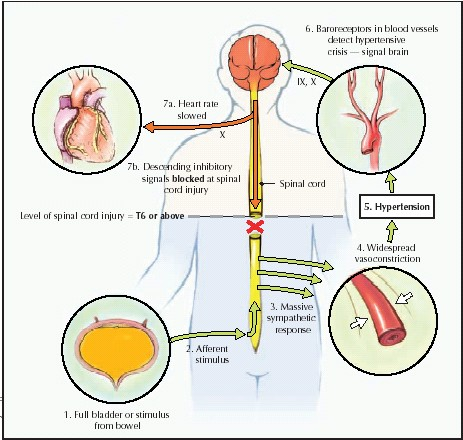 6. Baroreceptors in blood vessels
detect hypertensive
crisis — signal brain
IX, X
7a. Heart rate
slowed
X
7b. Descending inhibitory
signals blocked at spinal
cord injury
Spinal cord
5. Hypertension
Level of spinal cord injury = T6 or above
4. Widespread
vasoconstriction
3. Massive
sympathetic
response
2. Afferent
stimulus
1. Full bladder or stimulus
from bowel